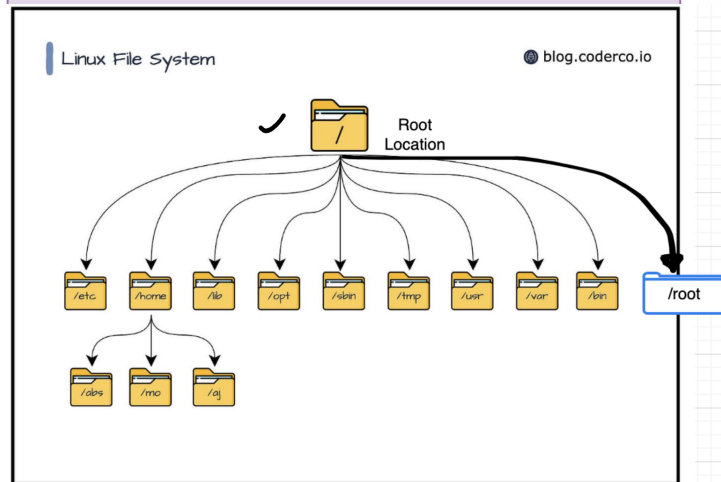 Linux File System
blog.coderco.io
/
Root
Location
/etc
/home
/lib
/opt
/sbin
/tmp
/usr
/var
/bin
/root
/abs
/mo
/aj